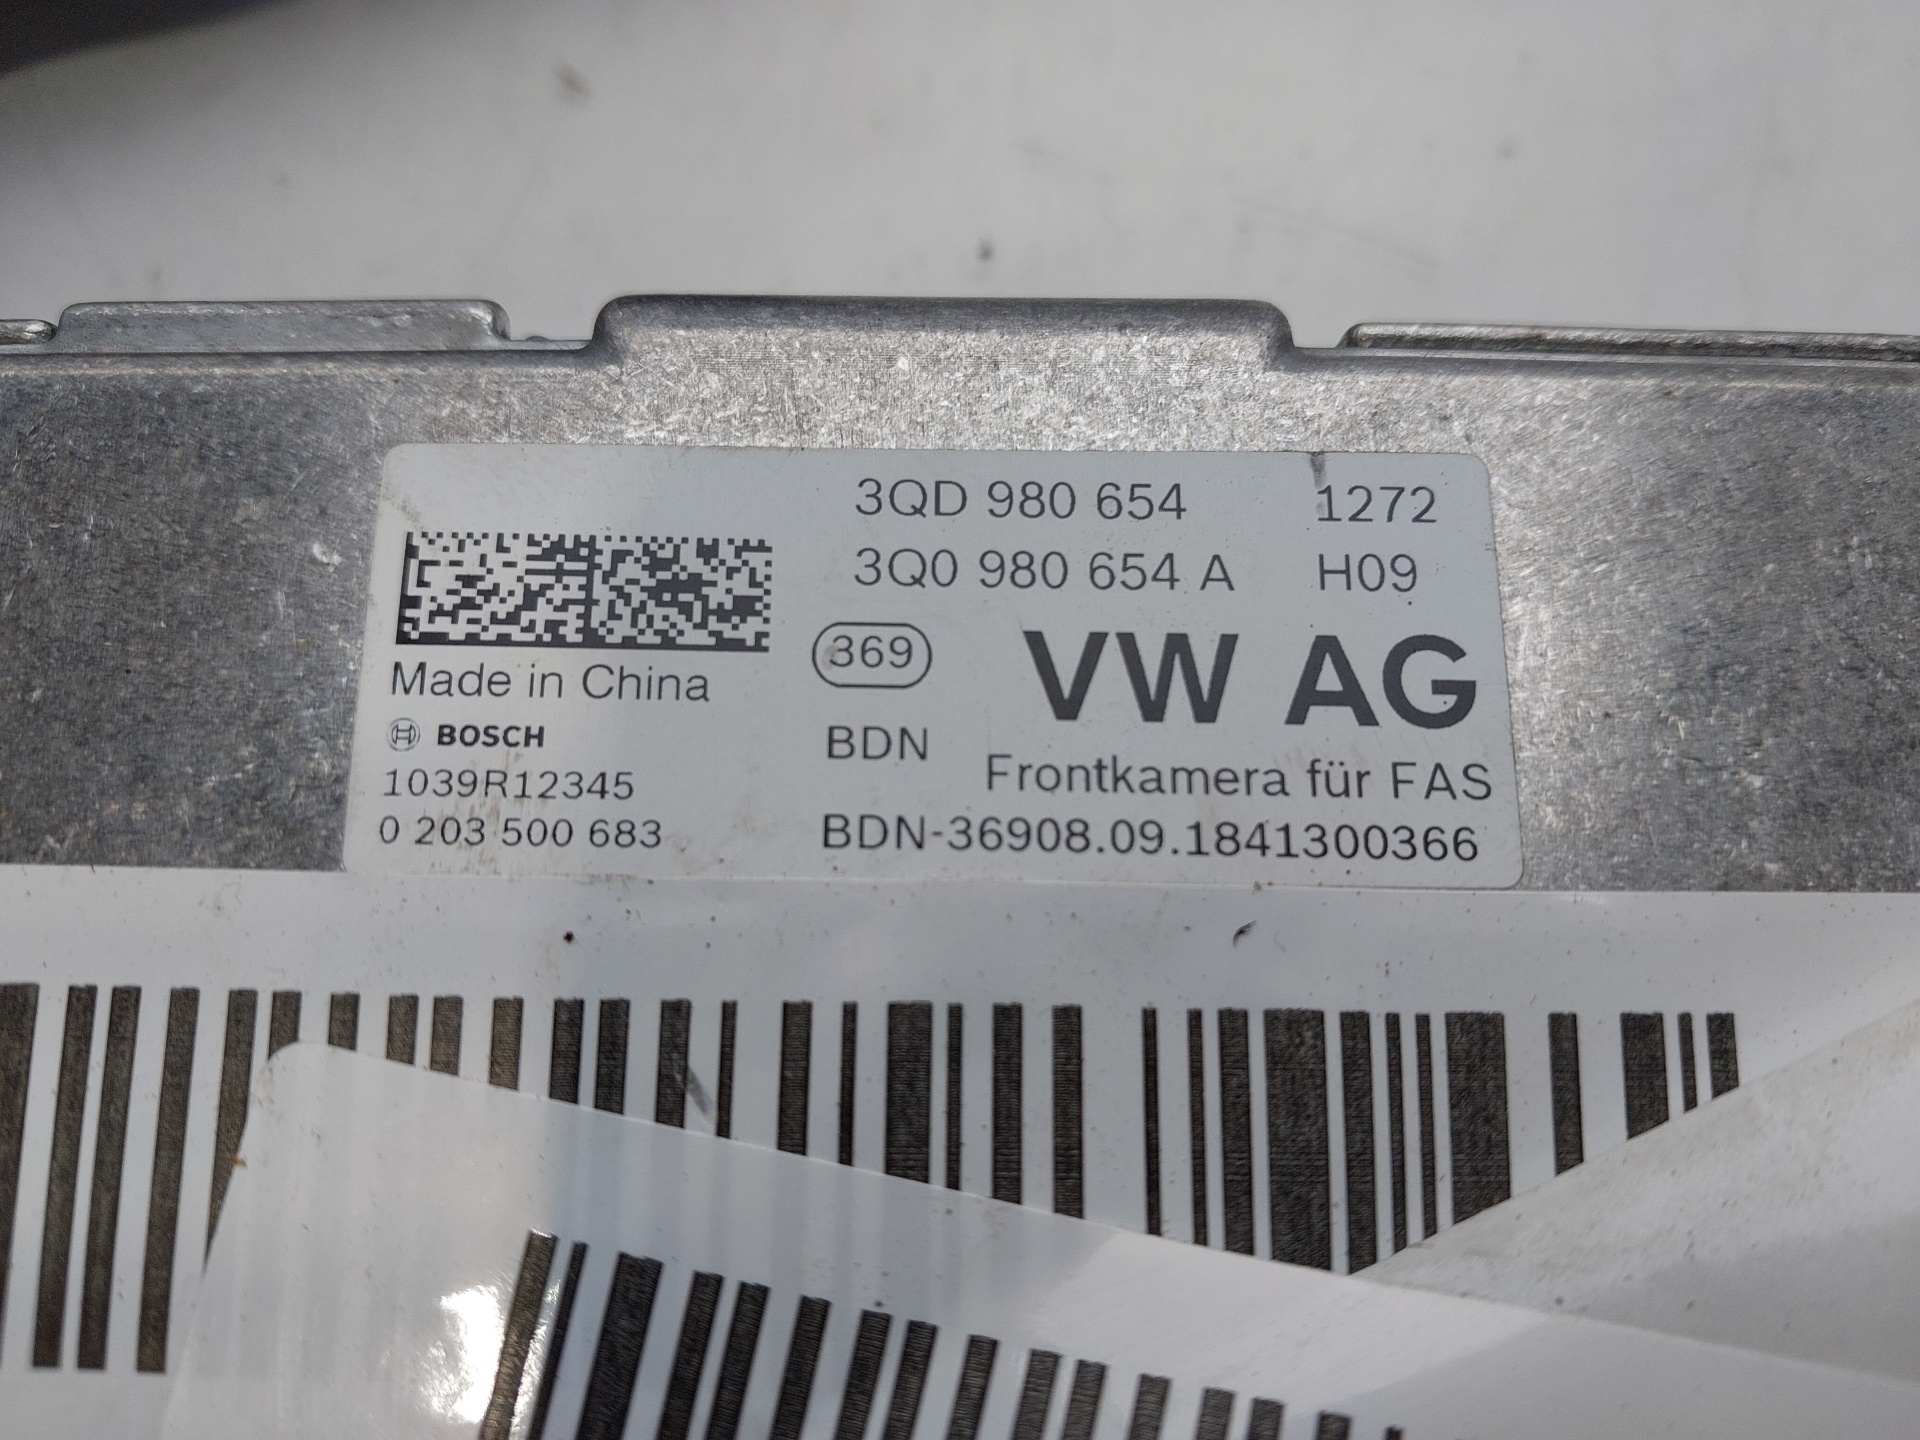 3QD 980 654 1272
3Q0 980 654 A H09
369 VW AG
Made in China
BOSCH
BDN
Frontkamera für FAS
1039R12345
0 203 500 683
BDN-36908.09.1841300366